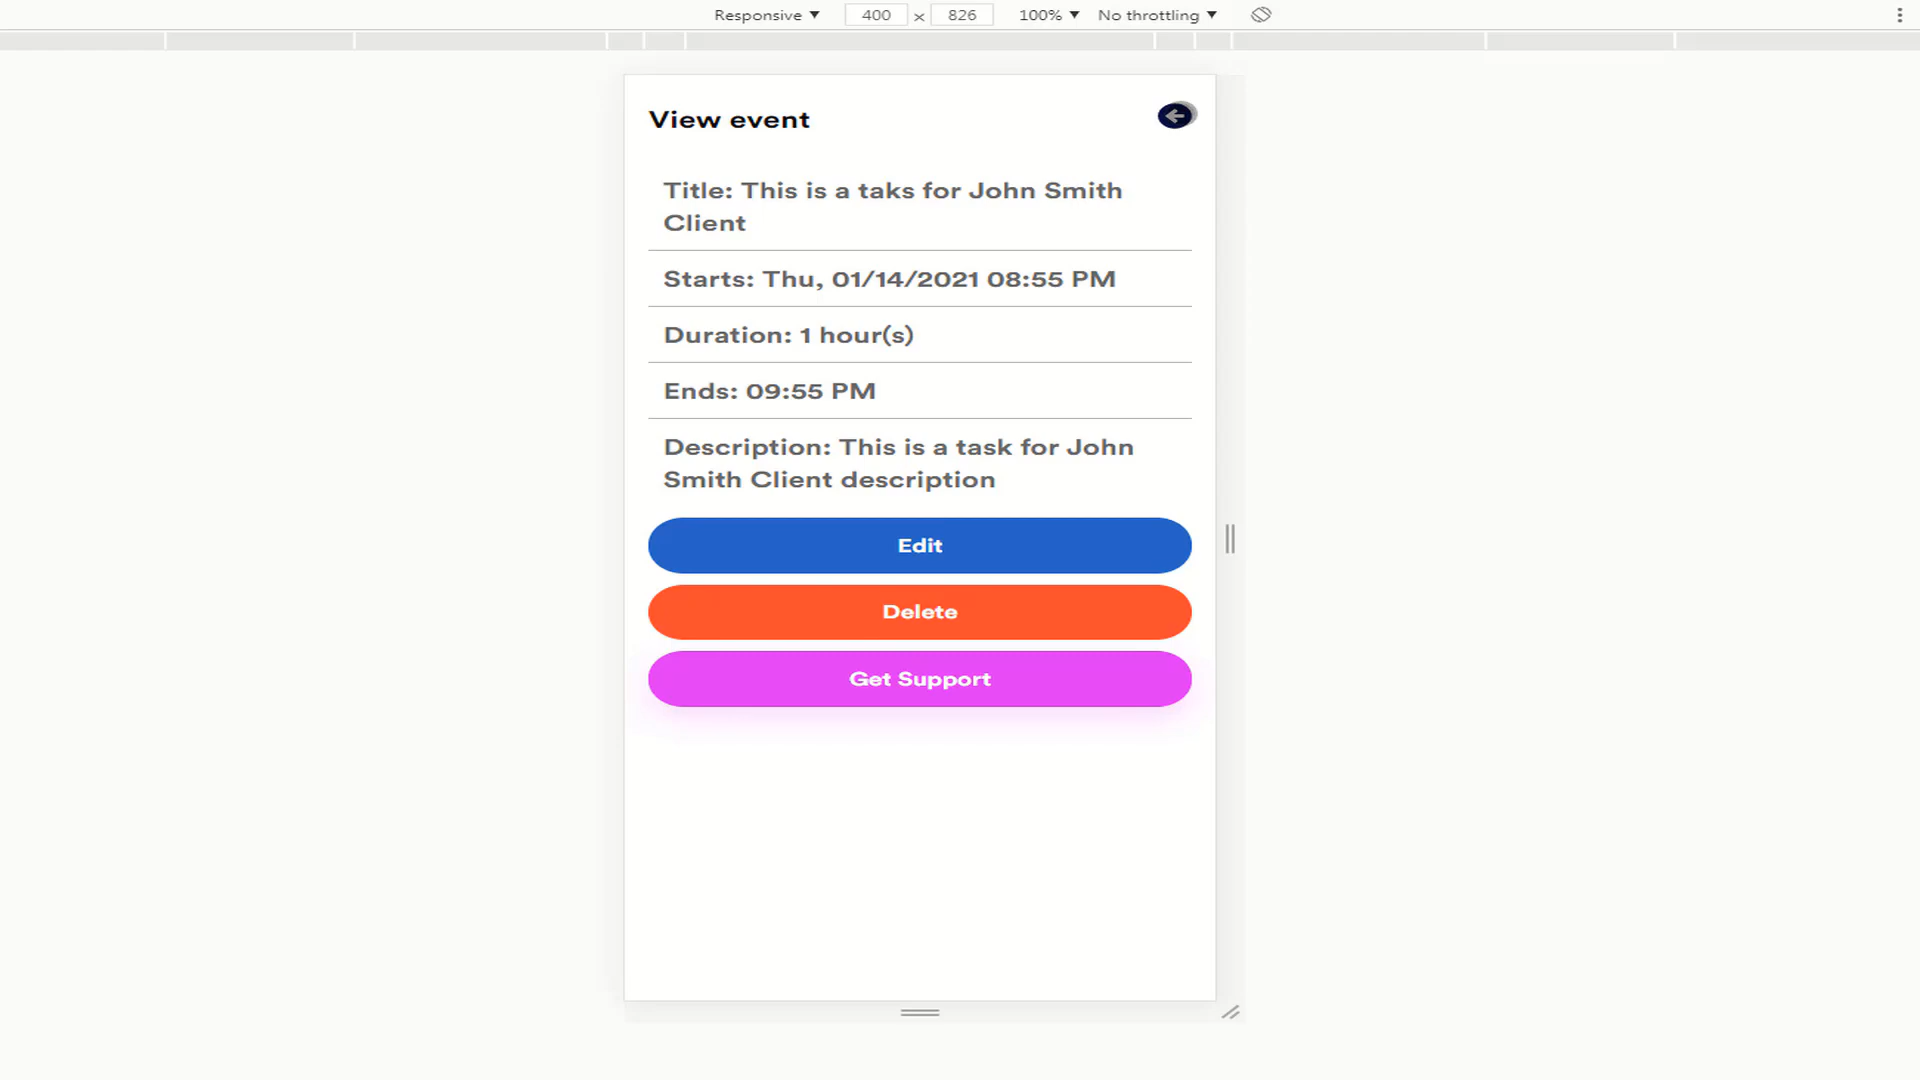 Responsive ▼ 400 x 826 100% ▼ No throttling ▼
View event
Title: This is a taks for John Smith
Client
Starts: Thu, 01/14/2021 08:55 PM
Duration: 1 hour(s)
Ends: 09:55 PM
Description: This is a task for John
Smith Client description
Edit
Delete
Get Support